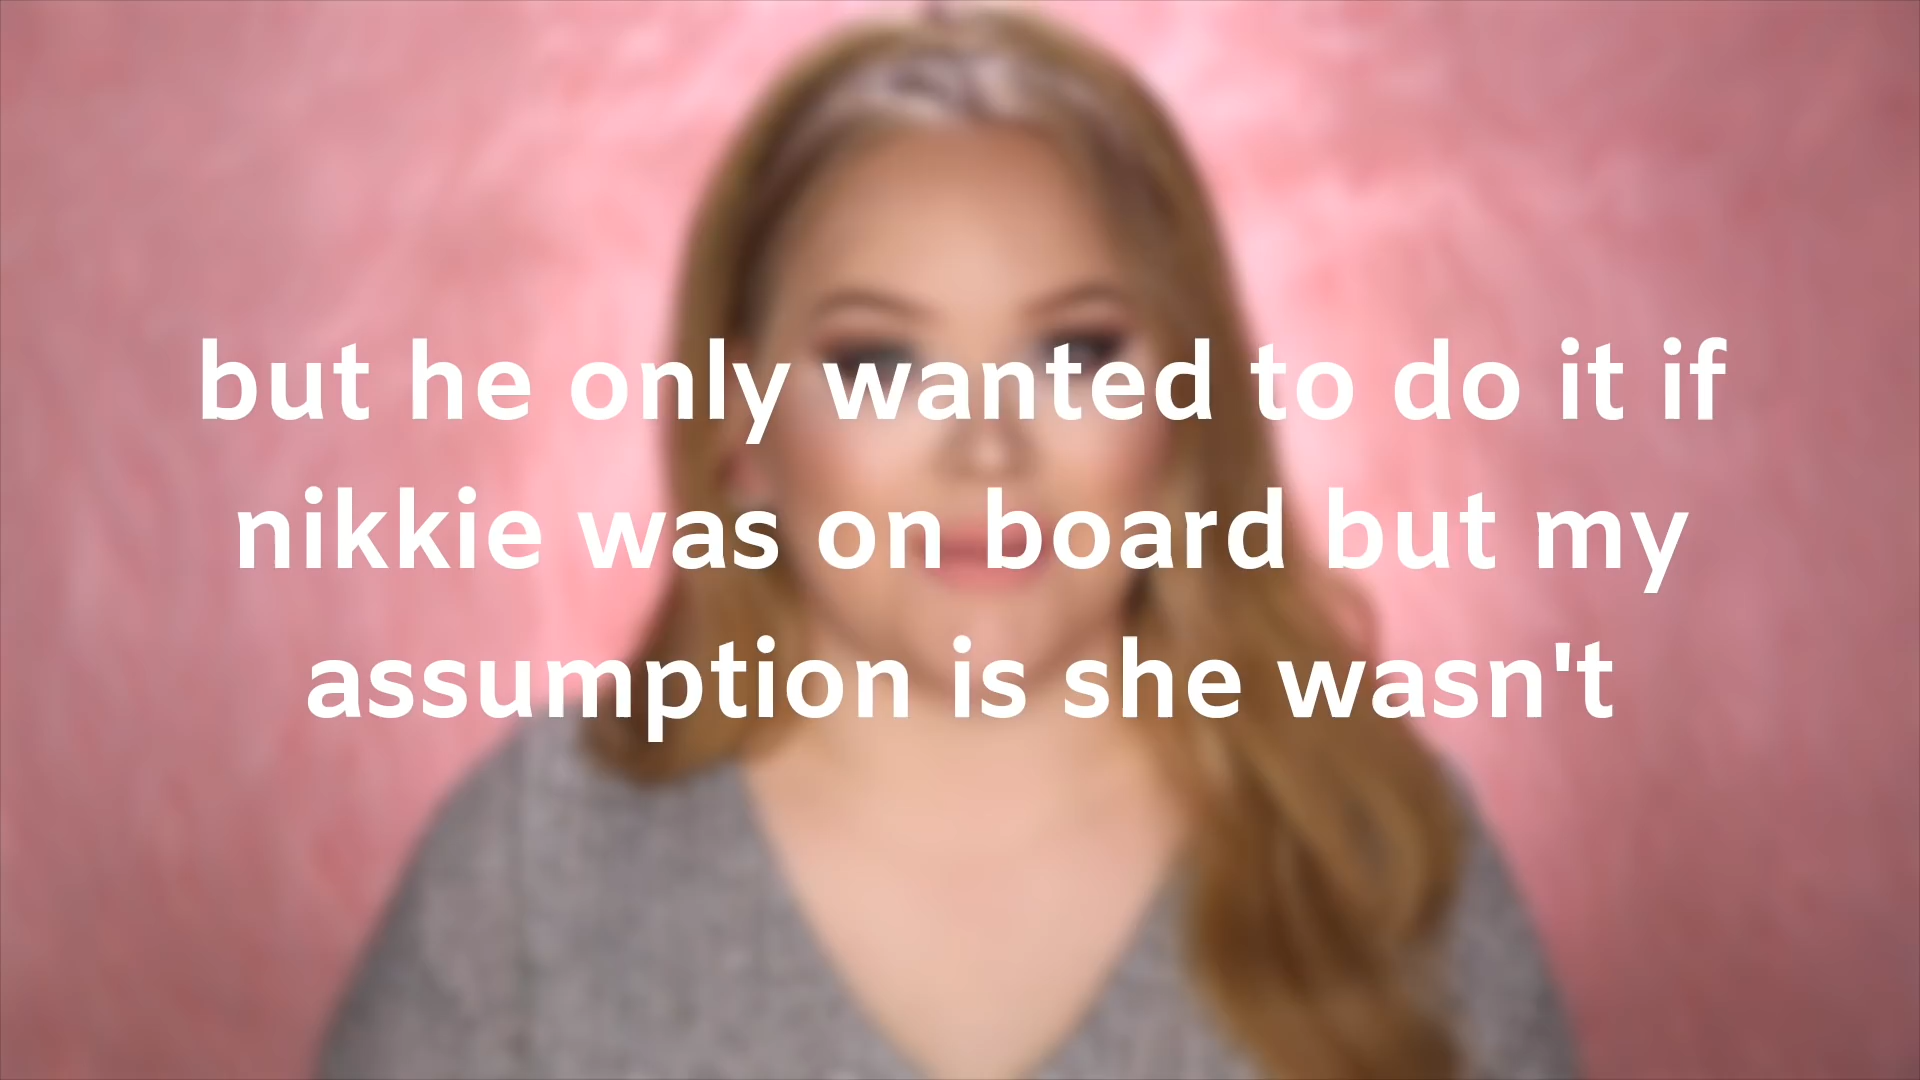 but he only wanted to do it if
nikkie was on board but my
assumption is she wasn't